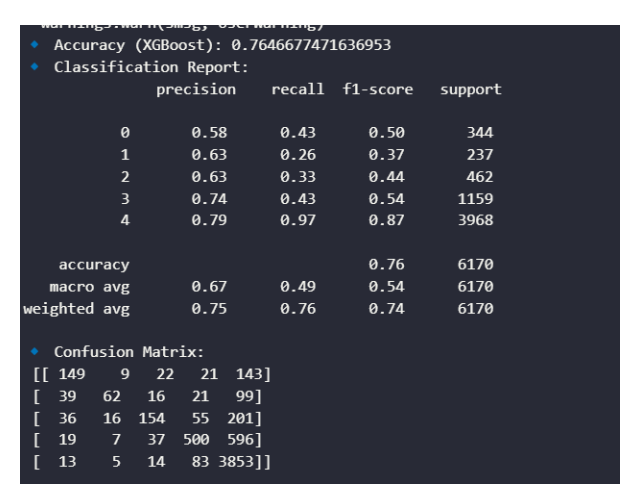 warnings.warn(smsg, UserWarning)
🔹 Accuracy (XGBoost): 0.7646677471636953
🔹 Classification Report:
precision recall f1-score support
0 0.58 0.43 0.50 344
1 0.63 0.26 0.37 237
2 0.63 0.33 0.44 462
3 0.74 0.43 0.54 1159
4 0.79 0.97 0.87 3968
accuracy 0.76 6170
macro avg 0.67 0.49 0.54 6170
weighted avg 0.75 0.76 0.74 6170
🔹 Confusion Matrix:
[[ 149 9 22 21 143]
[ 39 62 16 21 99]
[ 36 16 154 55 201]
[ 19 7 37 500 596]
[ 13 5 14 83 3853]]